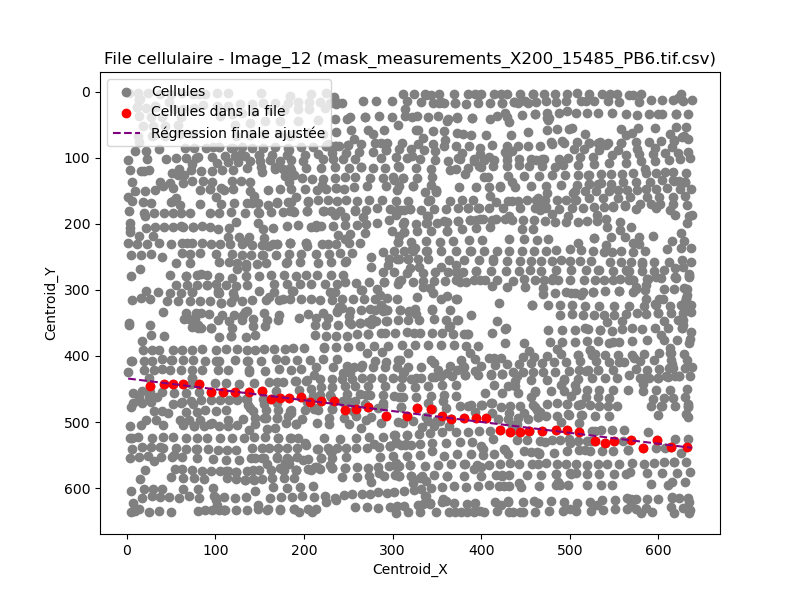 File cellulaire - Image_12 (mask_measurements_X200_15485_PB6.tif.csv)
Cellules
Cellules dans la file
Régression finale ajustée
0
100
200
300
400
500
600
Centroid_Y
0 100 200 300 400 500 600
Centroid_X